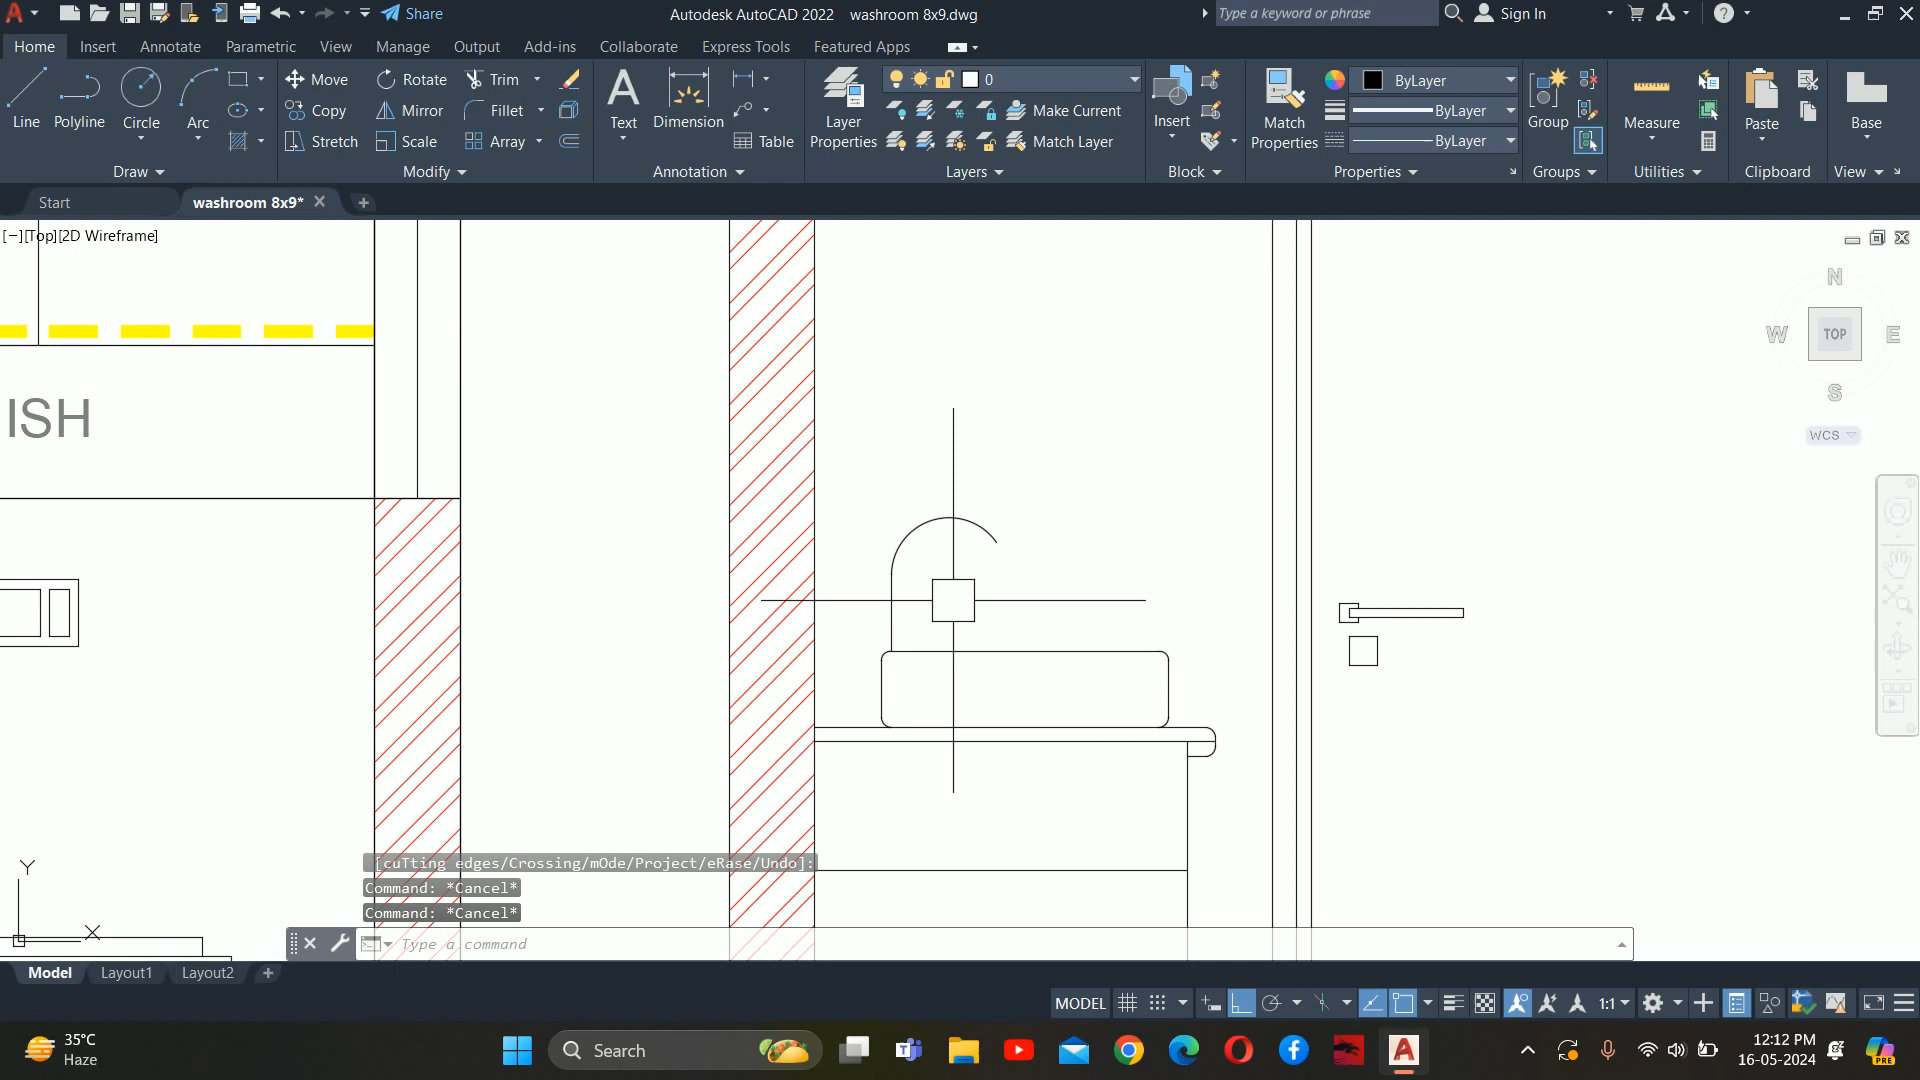 Share
Autodesk AutoCAD 2022 washroom 8x9.dwg
Type a keyword or phrase
Sign In
Home Insert Annotate Parametric View Manage Output Add-ins Collaborate Express Tools Featured Apps
Line Polyline Circle Arc
Move Rotate Trim
Copy Mirror Fillet
Stretch Scale Array
Text Dimension
Table
Layer Properties
0
Make Current
Match Layer
Insert
Match Properties
ByLayer
ByLayer
ByLayer
Group
Measure
Paste
Base
Draw Modify Annotation Layers Block Properties Groups Utilities Clipboard View
Start washroom 8x9*
[−][Top][2D Wireframe]
N
W TOP E
S
WCS
ISH
Y
X
[cuTting edges/Crossing/mOde/Project/eRase/Undo]:
Command: *Cancel*
Command: *Cancel*
Type a command
Model Layout1 Layout2
MODEL 1:1
35°C
Haze
Search
12:12 PM
16-05-2024
PRE